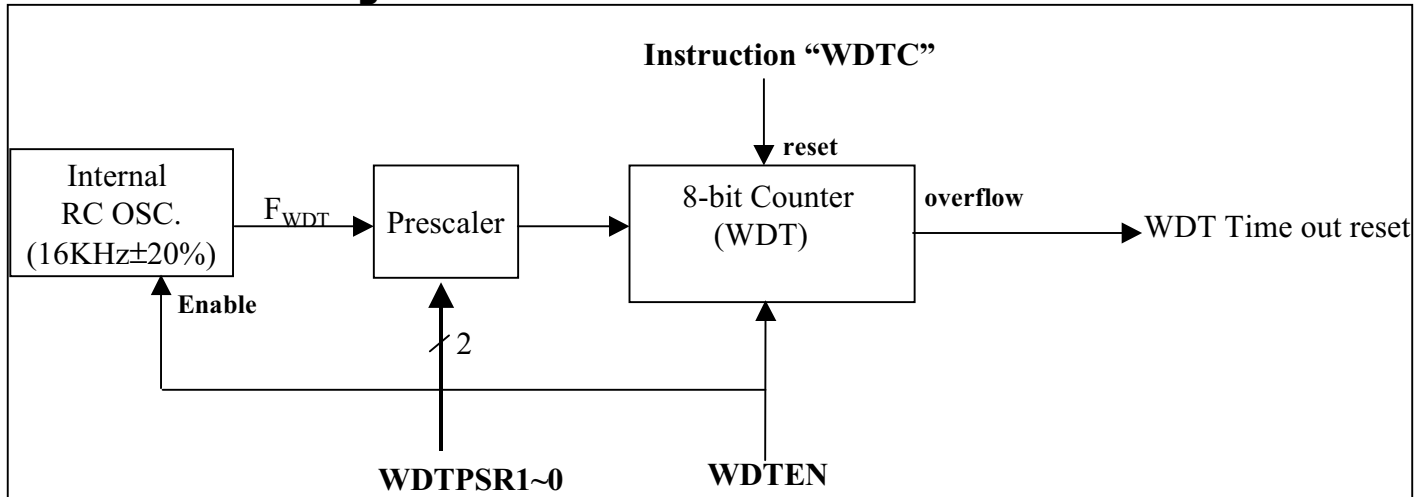 Instruction “WDTC”
reset
Internal
RC OSC.
(16KHz±20%)
F_WDT
Prescaler
8-bit Counter
(WDT)
overflow
WDT Time out reset
Enable
2
WDTPSR1~0
WDTEN